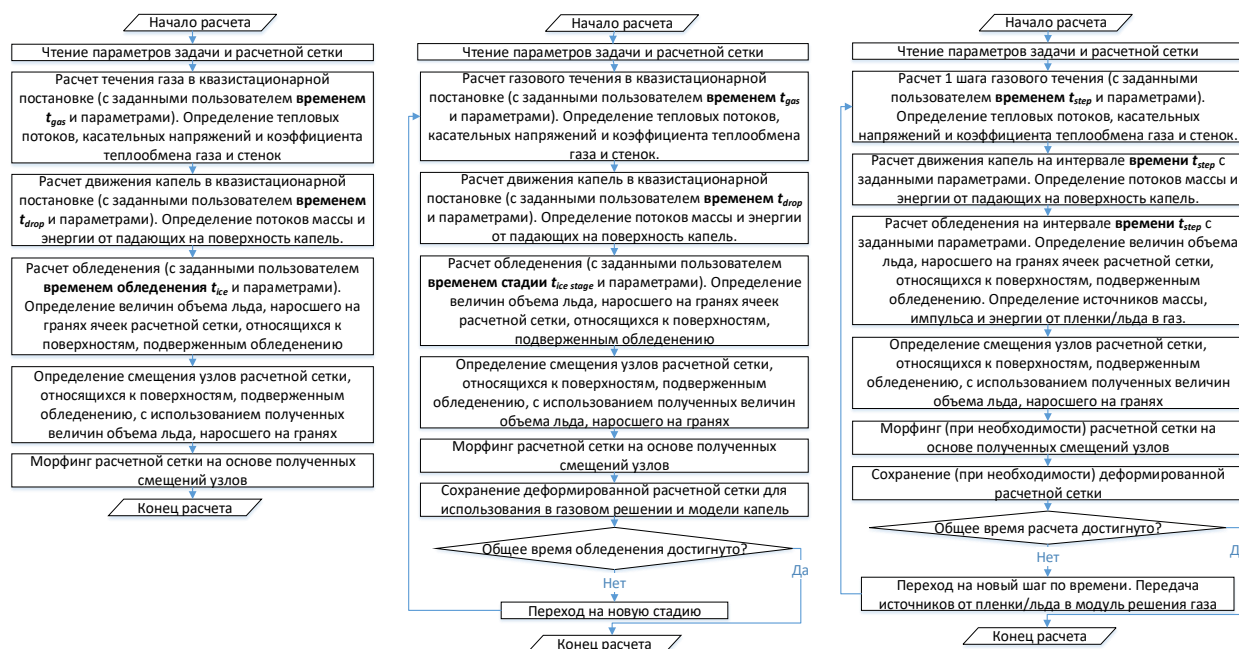 Начало расчета
Чтение параметров задачи и расчетной сетки
Расчет течения газа в квазистационарной
постановке (с заданными пользователем временем
t_gas и параметрами). Определение тепловых
потоков, касательных напряжений и коэффициента
теплообмена газа и стенок
Расчет движения капель в квазистационарной
постановке (с заданными пользователем временем
t_drop и параметрами). Определение потоков массы и
энергии от падающих на поверхность капель.
Расчет обледенения (с заданными пользователем
временем обледенения t_ice и параметрами).
Определение величин объема льда, наросшего на
гранях ячеек расчетной сетки, относящихся к
поверхностям, подверженным обледенению
Определение смещения узлов расчетной сетки,
относящихся к поверхностям, подверженным
обледенению, с использованием полученных
величин объема льда, наросшего на гранях
Морфинг расчетной сетки на основе полученных
смещений узлов
Конец расчета
Начало расчета
Чтение параметров задачи и расчетной сетки
Расчет газового течения в квазистационарной
постановке (с заданными пользователем временем t_gas
и параметрами). Определение тепловых потоков,
касательных напряжений и коэффициента теплообмена
газа и стенок.
Расчет движения капель в квазистационарной
постановке (с заданными пользователем временем t_drop
и параметрами). Определение потоков массы и энергии
от падающих на поверхность капель.
Расчет обледенения (с заданными пользователем
временем стадии t_ice stage и параметрами). Определение
величин объема льда, наросшего на гранях ячеек
расчетной сетки, относящихся к поверхностям,
подверженным обледенению
Определение смещения узлов расчетной сетки,
относящихся к поверхностям, подверженным
обледенению, с использованием полученных величин
объема льда, наросшего на гранях
Морфинг расчетной сетки на основе полученных
смещений узлов
Сохранение деформированной расчетной сетки для
использования в газовом решении и модели капель
Общее время обледенения достигнуто?
Да
Нет
Переход на новую стадию
Конец расчета
Начало расчета
Чтение параметров задачи и расчетной сетки
Расчет 1 шага газового течения (с заданными
пользователем временем t_step и параметрами).
Определение тепловых потоков, касательных
напряжений и коэффициента теплообмена газа и стенок.
Расчет движения капель на интервале времени t_step с
заданными параметрами. Определение потоков массы и
энергии от падающих на поверхность капель.
Расчет обледенения на интервале времени t_step с
заданными параметрами. Определение величин объема
льда, наросшего на гранях ячеек расчетной сетки,
относящихся к поверхностям, подверженным
обледенению. Определение источников массы,
импульса и энергии от пленки/льда в газ.
Определение смещения узлов расчетной сетки,
относящихся к поверхностям, подверженным
обледенению, с использованием полученных величин
объема льда, наросшего на гранях
Морфинг (при необходимости) расчетной сетки на
основе полученных смещений узлов
Сохранение (при необходимости) деформированной
расчетной сетки
Общее время расчета достигнуто?
Нет
Переход на новый шаг по времени. Передача
источников от пленки/льда в модуль решения газа
Конец расчета